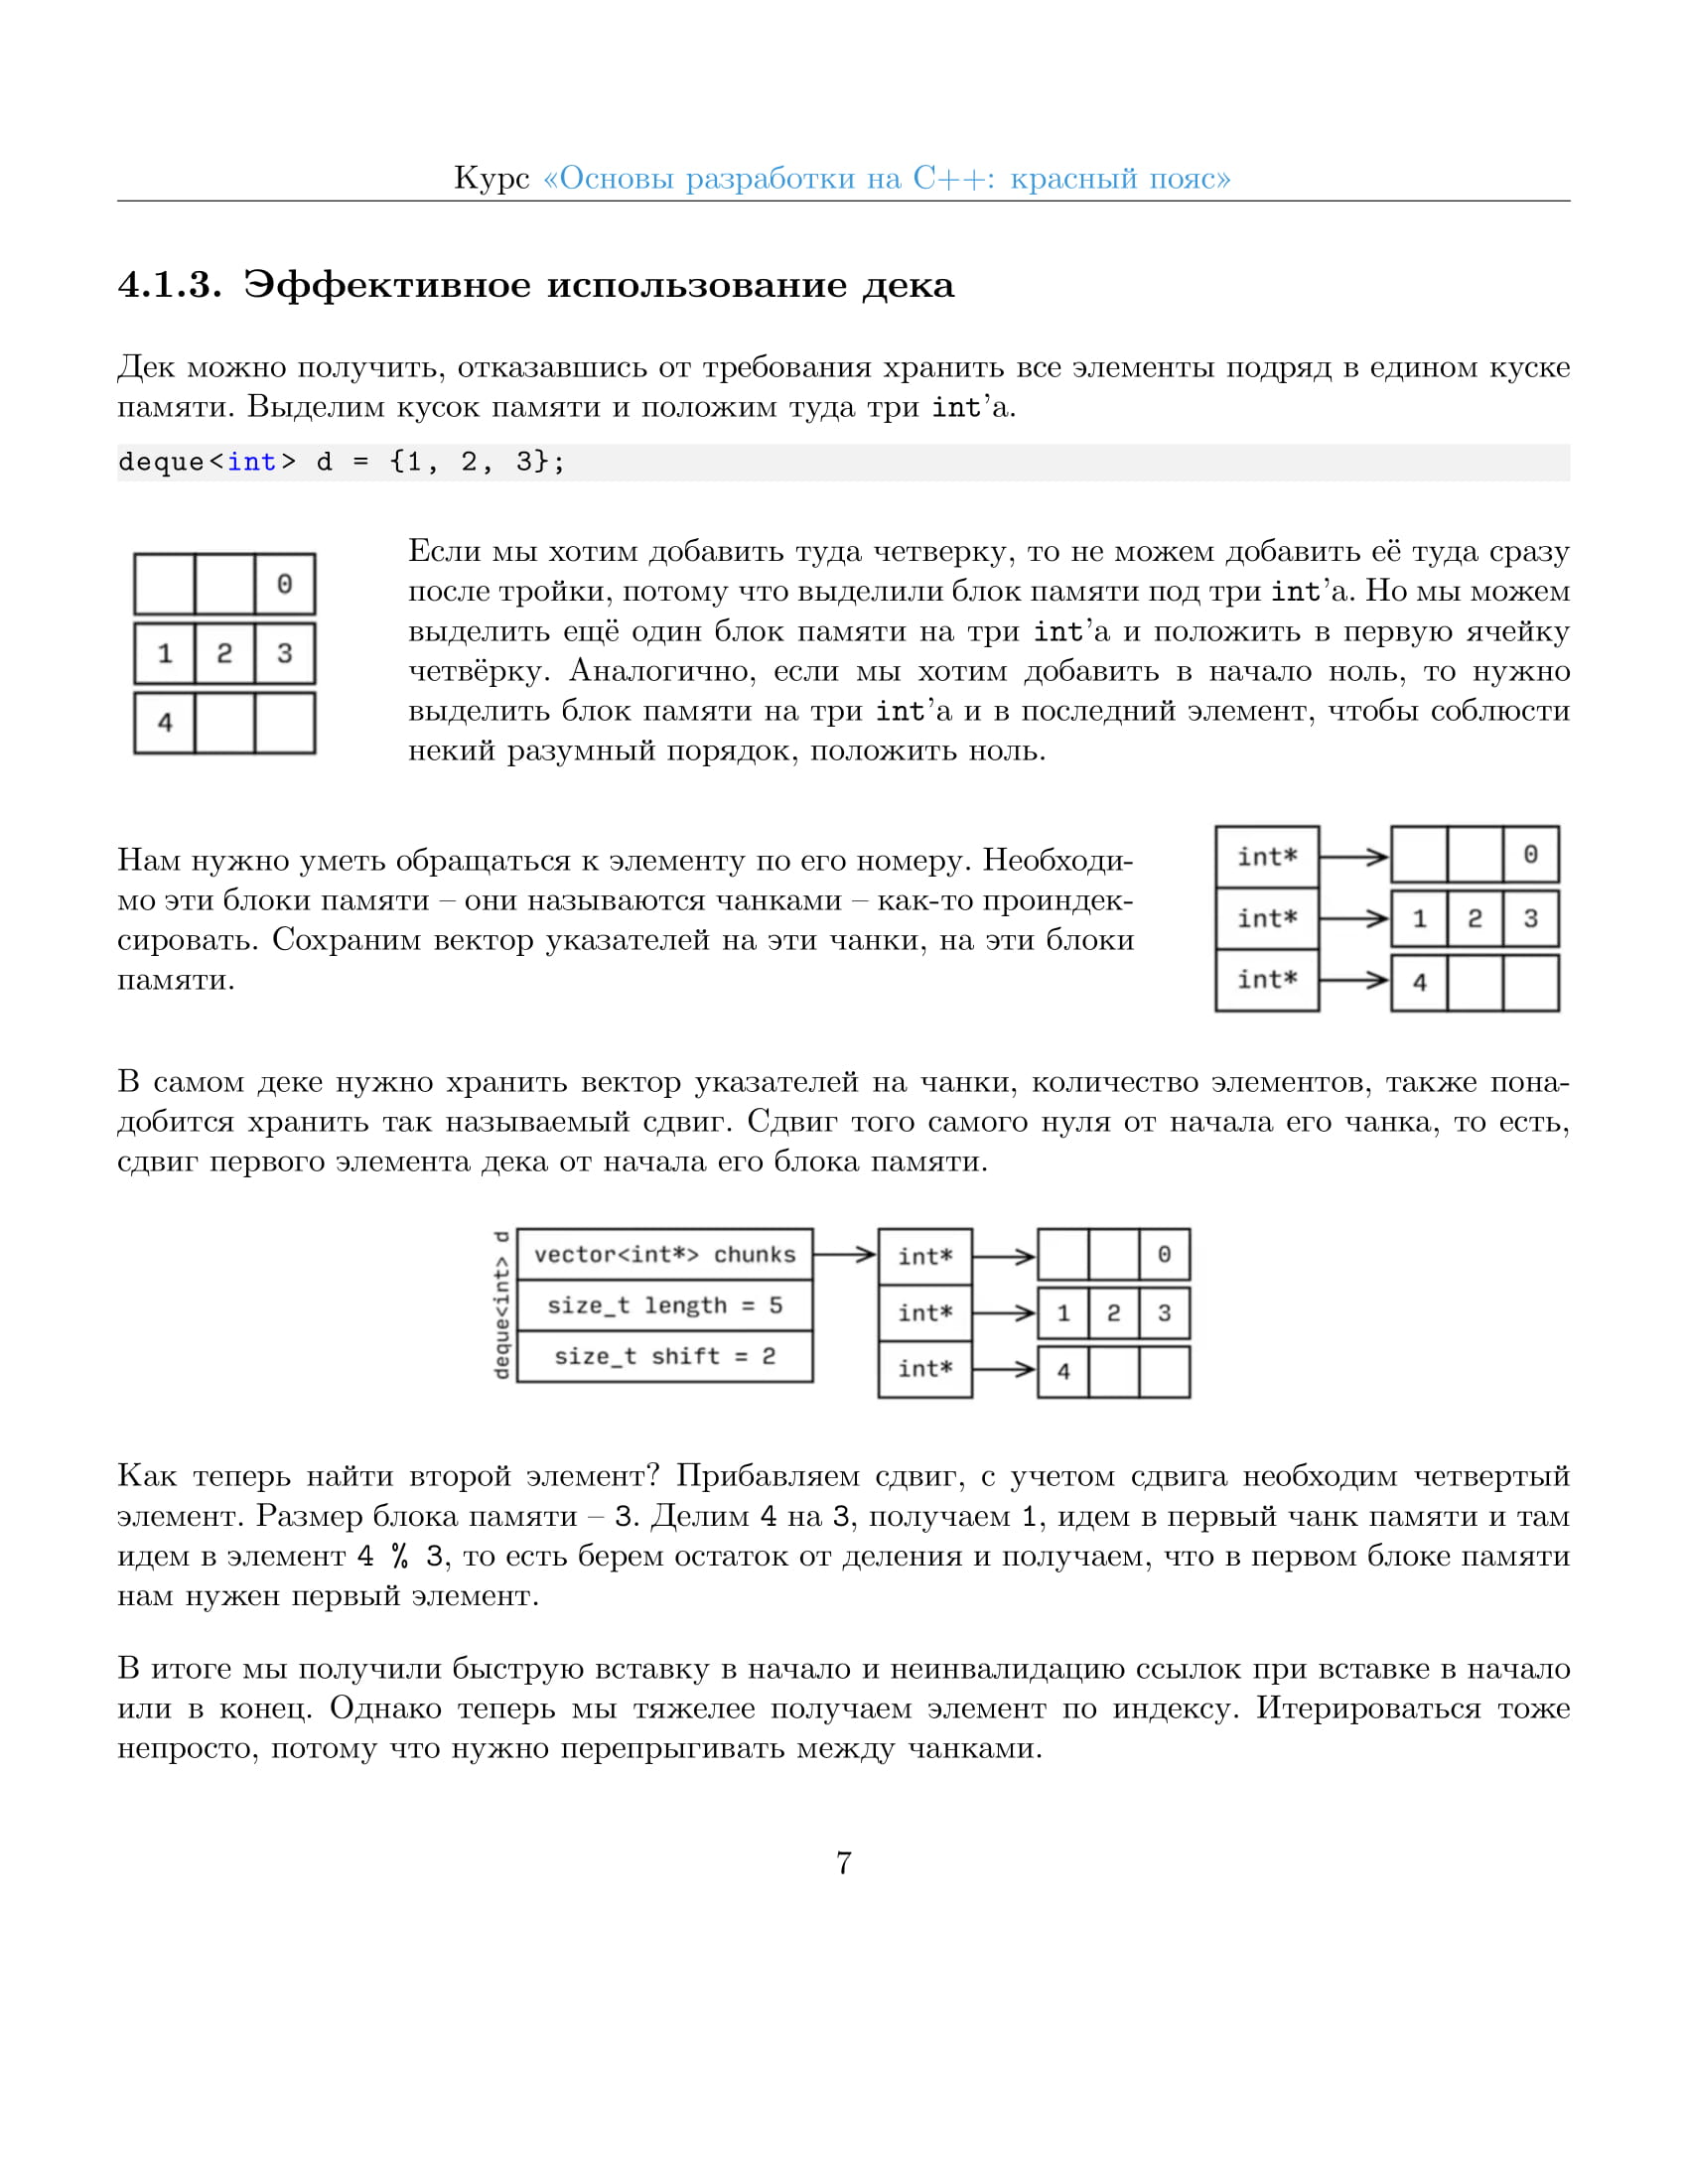 Курс «Основы разработки на C++: красный пояс»
4.1.3. Эффективное использование дека
Дек можно получить, отказавшись от требования хранить все элементы подряд в едином куске
памяти. Выделим кусок памяти и положим туда три int'а.
deque<int> d = {1, 2, 3};
0
1 2 3
4
Если мы хотим добавить туда четверку, то не можем добавить её туда сразу
после тройки, потому что выделили блок памяти под три int'а. Но мы можем
выделить ещё один блок памяти на три int'а и положить в первую ячейку
четвёрку. Аналогично, если мы хотим добавить в начало ноль, то нужно
выделить блок памяти на три int'а и в последний элемент, чтобы соблюсти
некий разумный порядок, положить ноль.
Нам нужно уметь обращаться к элементу по его номеру. Необходи-
мо эти блоки памяти – они называются чанками – как-то проиндек-
сировать. Сохраним вектор указателей на эти чанки, на эти блоки
памяти.
int* 0
int* 1 2 3
int* 4
В самом деке нужно хранить вектор указателей на чанки, количество элементов, также пона-
добится хранить так называемый сдвиг. Сдвиг того самого нуля от начала его чанка, то есть,
сдвиг первого элемента дека от начала его блока памяти.
deque<int> d
vector<int*> chunks
size_t length = 5
size_t shift = 2
int* 0
int* 1 2 3
int* 4
Как теперь найти второй элемент? Прибавляем сдвиг, с учетом сдвига необходим четвертый
элемент. Размер блока памяти – 3. Делим 4 на 3, получаем 1, идем в первый чанк памяти и там
идем в элемент 4 % 3, то есть берем остаток от деления и получаем, что в первом блоке памяти
нам нужен первый элемент.
В итоге мы получили быструю вставку в начало и неинвалидацию ссылок при вставке в начало
или в конец. Однако теперь мы тяжелее получаем элемент по индексу. Итерироваться тоже
непросто, потому что нужно перепрыгивать между чанками.
7